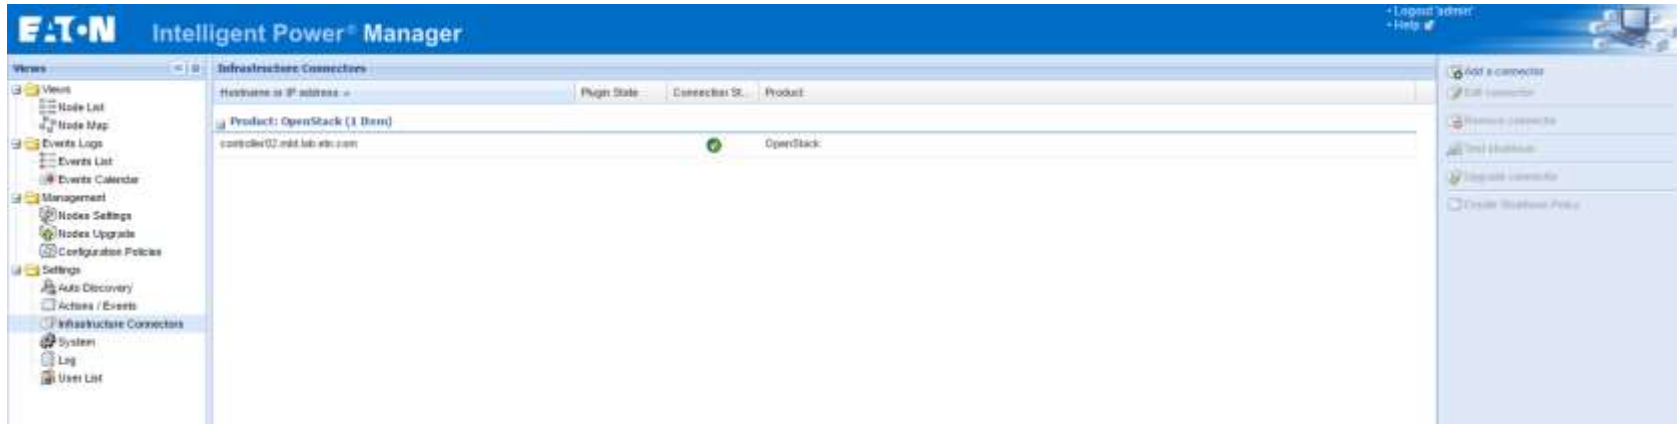 EATON Intelligent Power® Manager
Logout 'admin'
Help
Views
Infrastructure Connectors
Hostname or IP address
Plugin State
Connection St...
Product
Product: OpenStack (1 Item)
controller02.mbt.lab.etn.com
OpenStack
Views
Node List
Node Map
Events Logs
Events List
Events Calendar
Management
Nodes Settings
Nodes Upgrade
Configuration Policies
Settings
Auto Discovery
Actions / Events
Infrastructure Connectors
System
Log
User List
Add a connector
Edit connector
Remove connector
Test shutdown
Upgrade connector
Create Shutdown Policy